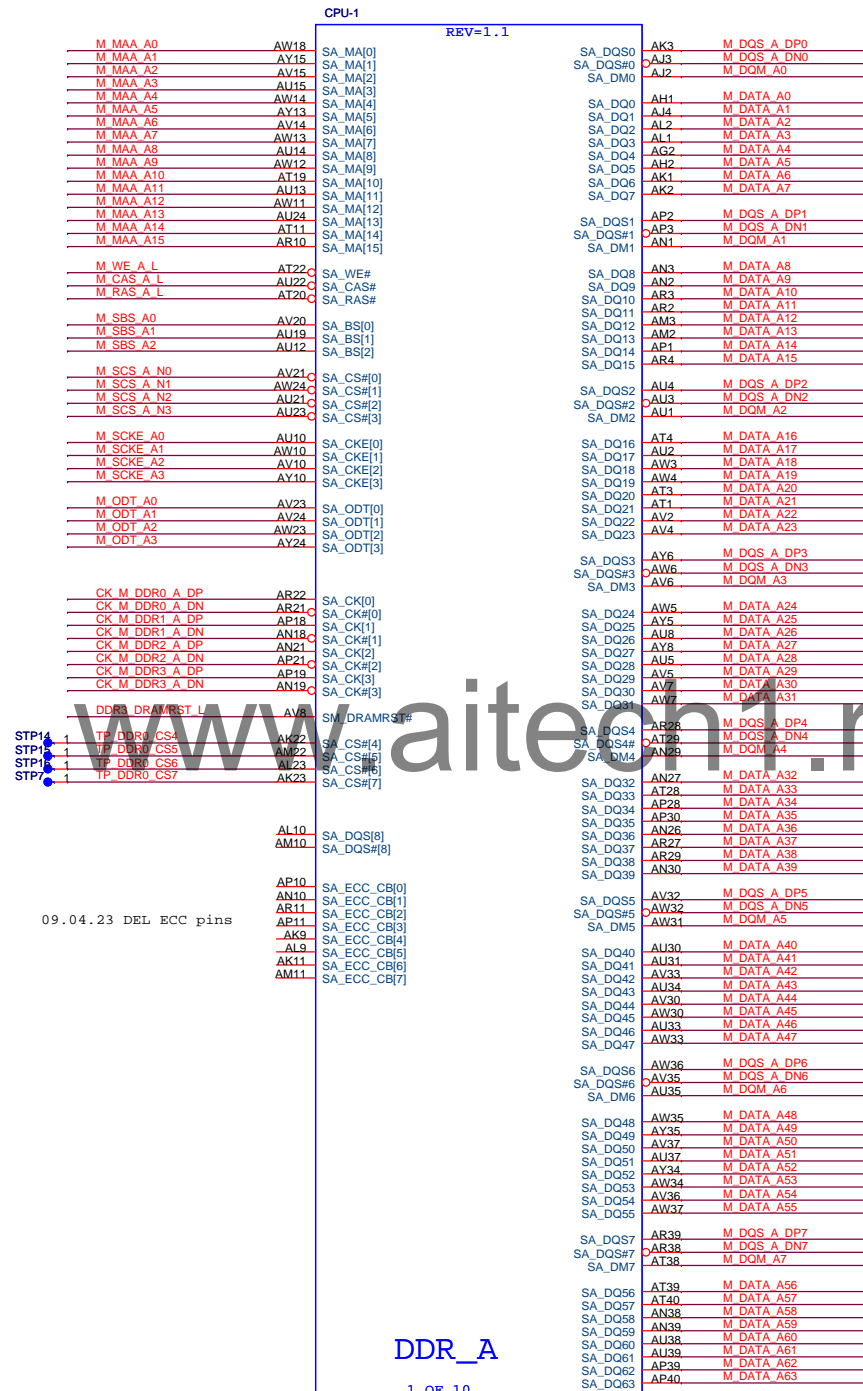 CPU-1
REV=1.1
M_MAA_A0 AW18 SA_MA[0]
M_MAA_A1 AY15 SA_MA[1]
M_MAA_A2 AV15 SA_MA[2]
M_MAA_A3 AU15 SA_MA[3]
M_MAA_A4 AW14 SA_MA[4]
M_MAA_A5 AY13 SA_MA[5]
M_MAA_A6 AV14 SA_MA[6]
M_MAA_A7 AW13 SA_MA[7]
M_MAA_A8 AU14 SA_MA[8]
M_MAA_A9 AW12 SA_MA[9]
M_MAA_A10 AT19 SA_MA[10]
M_MAA_A11 AU13 SA_MA[11]
M_MAA_A12 AW11 SA_MA[12]
M_MAA_A13 AU24 SA_MA[13]
M_MAA_A14 AT11 SA_MA[14]
M_MAA_A15 AR10 SA_MA[15]
M_WE_A_L AT22 SA_WE#
M_CAS_A_L AU22 SA_CAS#
M_RAS_A_L AT20 SA_RAS#
M_SBS_A0 AV20 SA_BS[0]
M_SBS_A1 AU19 SA_BS[1]
M_SBS_A2 AU12 SA_BS[2]
M_SCS_A_N0 AV21 SA_CS#[0]
M_SCS_A_N1 AW24 SA_CS#[1]
M_SCS_A_N2 AU21 SA_CS#[2]
M_SCS_A_N3 AU23 SA_CS#[3]
M_SCKE_A0 AU10 SA_CKE[0]
M_SCKE_A1 AW10 SA_CKE[1]
M_SCKE_A2 AV10 SA_CKE[2]
M_SCKE_A3 AY10 SA_CKE[3]
M_ODT_A0 AV23 SA_ODT[0]
M_ODT_A1 AV24 SA_ODT[1]
M_ODT_A2 AW23 SA_ODT[2]
M_ODT_A3 AY24 SA_ODT[3]
CK_M_DDR0_A_DP AR22 SA_CK[0]
CK_M_DDR0_A_DN AR21 SA_CK#[0]
CK_M_DDR1_A_DP AP18 SA_CK[1]
CK_M_DDR1_A_DN AN18 SA_CK#[1]
CK_M_DDR2_A_DP AN21 SA_CK[2]
CK_M_DDR2_A_DN AP21 SA_CK#[2]
CK_M_DDR3_A_DP AP19 SA_CK[3]
CK_M_DDR3_A_DN AN19 SA_CK#[3]
DDR3_DRAMRST_L AV8 SM_DRAMRST#
STP14 1 TP_DDR0_CS4 AK22 SA_CS#[4]
1 TP_DDR0_CS5 AM22 SA_CS#[5]
1 TP_DDR0_CS6 AL23 SA_CS#[6]
STP7 1 TP_DDR0_CS7 AK23 SA_CS#[7]
AL10 SA_DQS[8]
AM10 SA_DQS#[8]
AP10 SA_ECC_CB[0]
AN10 SA_ECC_CB[1]
AR11 SA_ECC_CB[2]
AP11 SA_ECC_CB[3]
AK9 SA_ECC_CB[4]
AL9 SA_ECC_CB[5]
AK11 SA_ECC_CB[6]
AM11 SA_ECC_CB[7]
09.04.23 DEL ECC pins
SA_DQS0 AK3 M_DQS_A_DP0
SA_DQS#0 AJ3 M_DQS_A_DN0
SA_DM0 AJ2 M_DQM_A0
SA_DQ0 AH1 M_DATA_A0
SA_DQ1 AJ4 M_DATA_A1
SA_DQ2 AL2 M_DATA_A2
SA_DQ3 AL1 M_DATA_A3
SA_DQ4 AG2 M_DATA_A4
SA_DQ5 AH2 M_DATA_A5
SA_DQ6 AK1 M_DATA_A6
SA_DQ7 AK2 M_DATA_A7
SA_DQS1 AP2 M_DQS_A_DP1
SA_DQS#1 AP3 M_DQS_A_DN1
SA_DM1 AN1 M_DQM_A1
SA_DQ8 AN3 M_DATA_A8
SA_DQ9 AN2 M_DATA_A9
SA_DQ10 AR3 M_DATA_A10
SA_DQ11 AR2 M_DATA_A11
SA_DQ12 AM3 M_DATA_A12
SA_DQ13 AM2 M_DATA_A13
SA_DQ14 AP1 M_DATA_A14
SA_DQ15 AR4 M_DATA_A15
SA_DQS2 AU4 M_DQS_A_DP2
SA_DQS#2 AU3 M_DQS_A_DN2
SA_DM2 AU1 M_DQM_A2
SA_DQ16 AT4 M_DATA_A16
SA_DQ17 AU2 M_DATA_A17
SA_DQ18 AW3 M_DATA_A18
SA_DQ19 AW4 M_DATA_A19
SA_DQ20 AT3 M_DATA_A20
SA_DQ21 AT1 M_DATA_A21
SA_DQ22 AV2 M_DATA_A22
SA_DQ23 AV4 M_DATA_A23
SA_DQS3 AY6 M_DQS_A_DP3
SA_DQS#3 AW6 M_DQS_A_DN3
SA_DM3 AV6 M_DQM_A3
SA_DQ24 AW5 M_DATA_A24
SA_DQ25 AY5 M_DATA_A25
SA_DQ26 AU8 M_DATA_A26
SA_DQ27 AY8 M_DATA_A27
SA_DQ28 AU5 M_DATA_A28
SA_DQ29 AV5 M_DATA_A29
SA_DQ30 AV7 M_DATA_A30
SA_DQ31 AW7 M_DATA_A31
SA_DQS4 AR28 M_DQS_A_DP4
SA_DQS4# AT29 M_DQS_A_DN4
SA_DM4 AN29 M_DQM_A4
SA_DQ32 AN27 M_DATA_A32
SA_DQ33 AT28 M_DATA_A33
SA_DQ34 AP28 M_DATA_A34
SA_DQ35 AP30 M_DATA_A35
SA_DQ36 AN26 M_DATA_A36
SA_DQ37 AR27 M_DATA_A37
SA_DQ38 AR29 M_DATA_A38
SA_DQ39 AN30 M_DATA_A39
SA_DQS5 AV32 M_DQS_A_DP5
SA_DQS#5 AW32 M_DQS_A_DN5
SA_DM5 AW31 M_DQM_A5
SA_DQ40 AU30 M_DATA_A40
SA_DQ41 AU31 M_DATA_A41
SA_DQ42 AV33 M_DATA_A42
SA_DQ43 AU34 M_DATA_A43
SA_DQ44 AV30 M_DATA_A44
SA_DQ45 AW30 M_DATA_A45
SA_DQ46 AU33 M_DATA_A46
SA_DQ47 AW33 M_DATA_A47
SA_DQS6 AW36 M_DQS_A_DP6
SA_DQS#6 AV35 M_DQS_A_DN6
SA_DM6 AU35 M_DQM_A6
SA_DQ48 AW35 M_DATA_A48
SA_DQ49 AY35 M_DATA_A49
SA_DQ50 AV37 M_DATA_A50
SA_DQ51 AU37 M_DATA_A51
SA_DQ52 AY34 M_DATA_A52
SA_DQ53 AW34 M_DATA_A53
SA_DQ54 AV36 M_DATA_A54
SA_DQ55 AW37 M_DATA_A55
SA_DQS7 AR39 M_DQS_A_DP7
SA_DQS#7 AR38 M_DQS_A_DN7
SA_DM7 AT38 M_DQM_A7
SA_DQ56 AT39 M_DATA_A56
SA_DQ57 AT40 M_DATA_A57
SA_DQ58 AN38 M_DATA_A58
SA_DQ59 AN39 M_DATA_A59
SA_DQ60 AU38 M_DATA_A60
SA_DQ61 AU39 M_DATA_A61
SA_DQ62 AP39 M_DATA_A62
SA_DQ63 AP40 M_DATA_A63
www.aitech1.r
DDR_A
1 OF 10